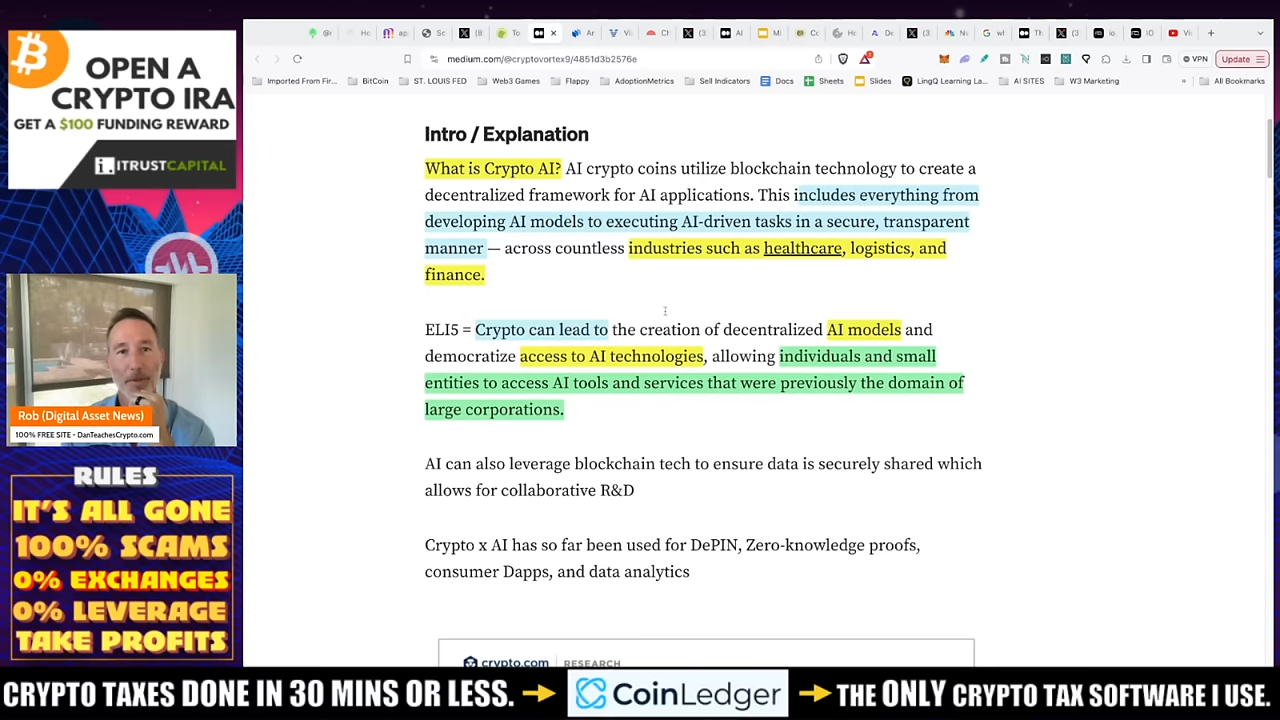 OPEN A
CRYPTO IRA
GET A $100 FUNDING REWARD
ITRUSTCAPITAL
Rob (Digital Asset News)
100% FREE SITE - DanTeachesCrypto.com
RULES
IT'S ALL GONE
100% SCAMS
0% EXCHANGES
0% LEVERAGE
TAKE PROFITS
medium.com/@cryptovortex9/4851d3b2576e
VPN
Update
Imported From Fir...
BitCoin
ST. LOUIS FED
Web3 Games
Flappy
AdoptionMetrics
Sell Indicators
Docs
Sheets
Slides
LingQ Learning La...
AI SITES
W3 Marketing
»
All Bookmarks
Intro / Explanation
What is Crypto AI? AI crypto coins utilize blockchain technology to create a
decentralized framework for AI applications. This includes everything from
developing AI models to executing AI-driven tasks in a secure, transparent
manner — across countless industries such as healthcare, logistics, and
finance.
ELI5 = Crypto can lead to the creation of decentralized AI models and
democratize access to AI technologies, allowing individuals and small
entities to access AI tools and services that were previously the domain of
large corporations.
AI can also leverage blockchain tech to ensure data is securely shared which
allows for collaborative R&D
Crypto x AI has so far been used for DePIN, Zero-knowledge proofs,
consumer Dapps, and data analytics
crypto.com | RESEARCH
CRYPTO TAXES DONE IN 30 MINS OR LESS. CoinLedger THE ONLY CRYPTO TAX SOFTWARE I USE.